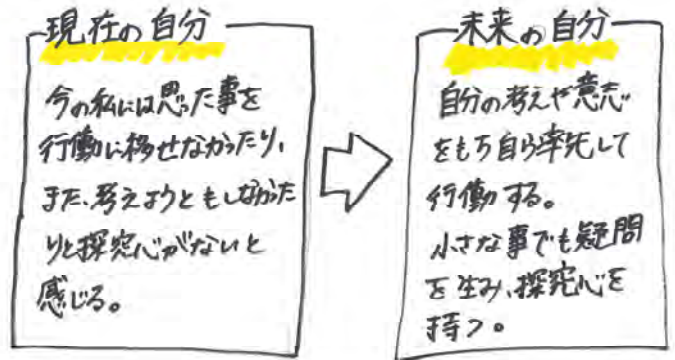 現在の自分
今の私には思った事を
行動に移せなかったり、
また、考えようともしなかった
りと探究心がないと
感じる。
未来の自分
自分の考えや意志
をもち自ら率先して
行動する。
小さな事でも疑問
を生み、探究心を
持つ。